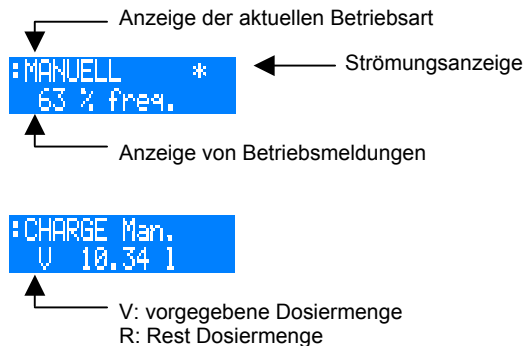 Anzeige der aktuellen Betriebsart
:MANUELL *
63 % freq.
Strömungsanzeige
Anzeige von Betriebsmeldungen
:CHARGE Man.
V 10.34 l
V: vorgegebene Dosiermenge
R: Rest Dosiermenge